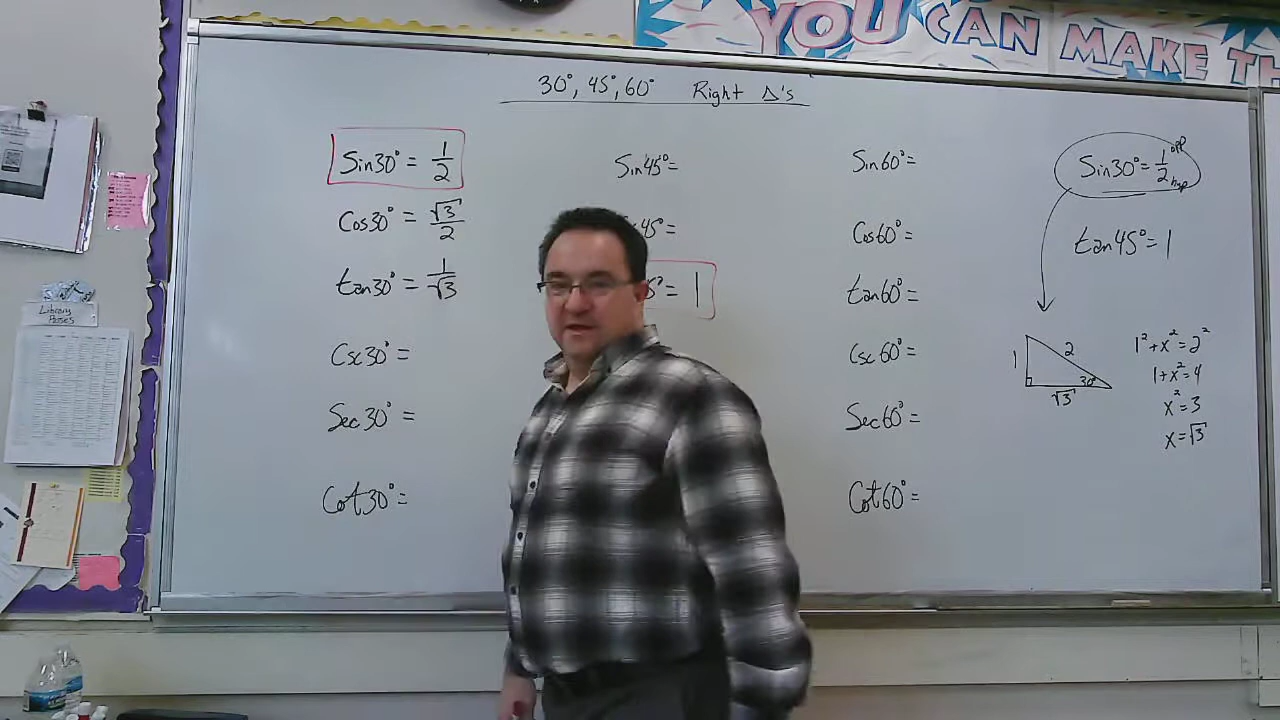 YOU CAN MAKE TH
30°, 45°, 60° Right Δ's
Sin30° = 1/2
Cos30° = √3/2
tan30° = 1/√3
Csc30° =
Sec30° =
Cot30° =
Sin45° =
45° =
5° = 1
Sin60° =
Cos60° =
tan60° =
Csc60° =
Sec60° =
Cot60° =
Sin30° = 1/2 opp hyp
tan45° = 1
1 2 30° √3
1² + x² = 2²
1 + x² = 4
x² = 3
x = √3
Library
Passes